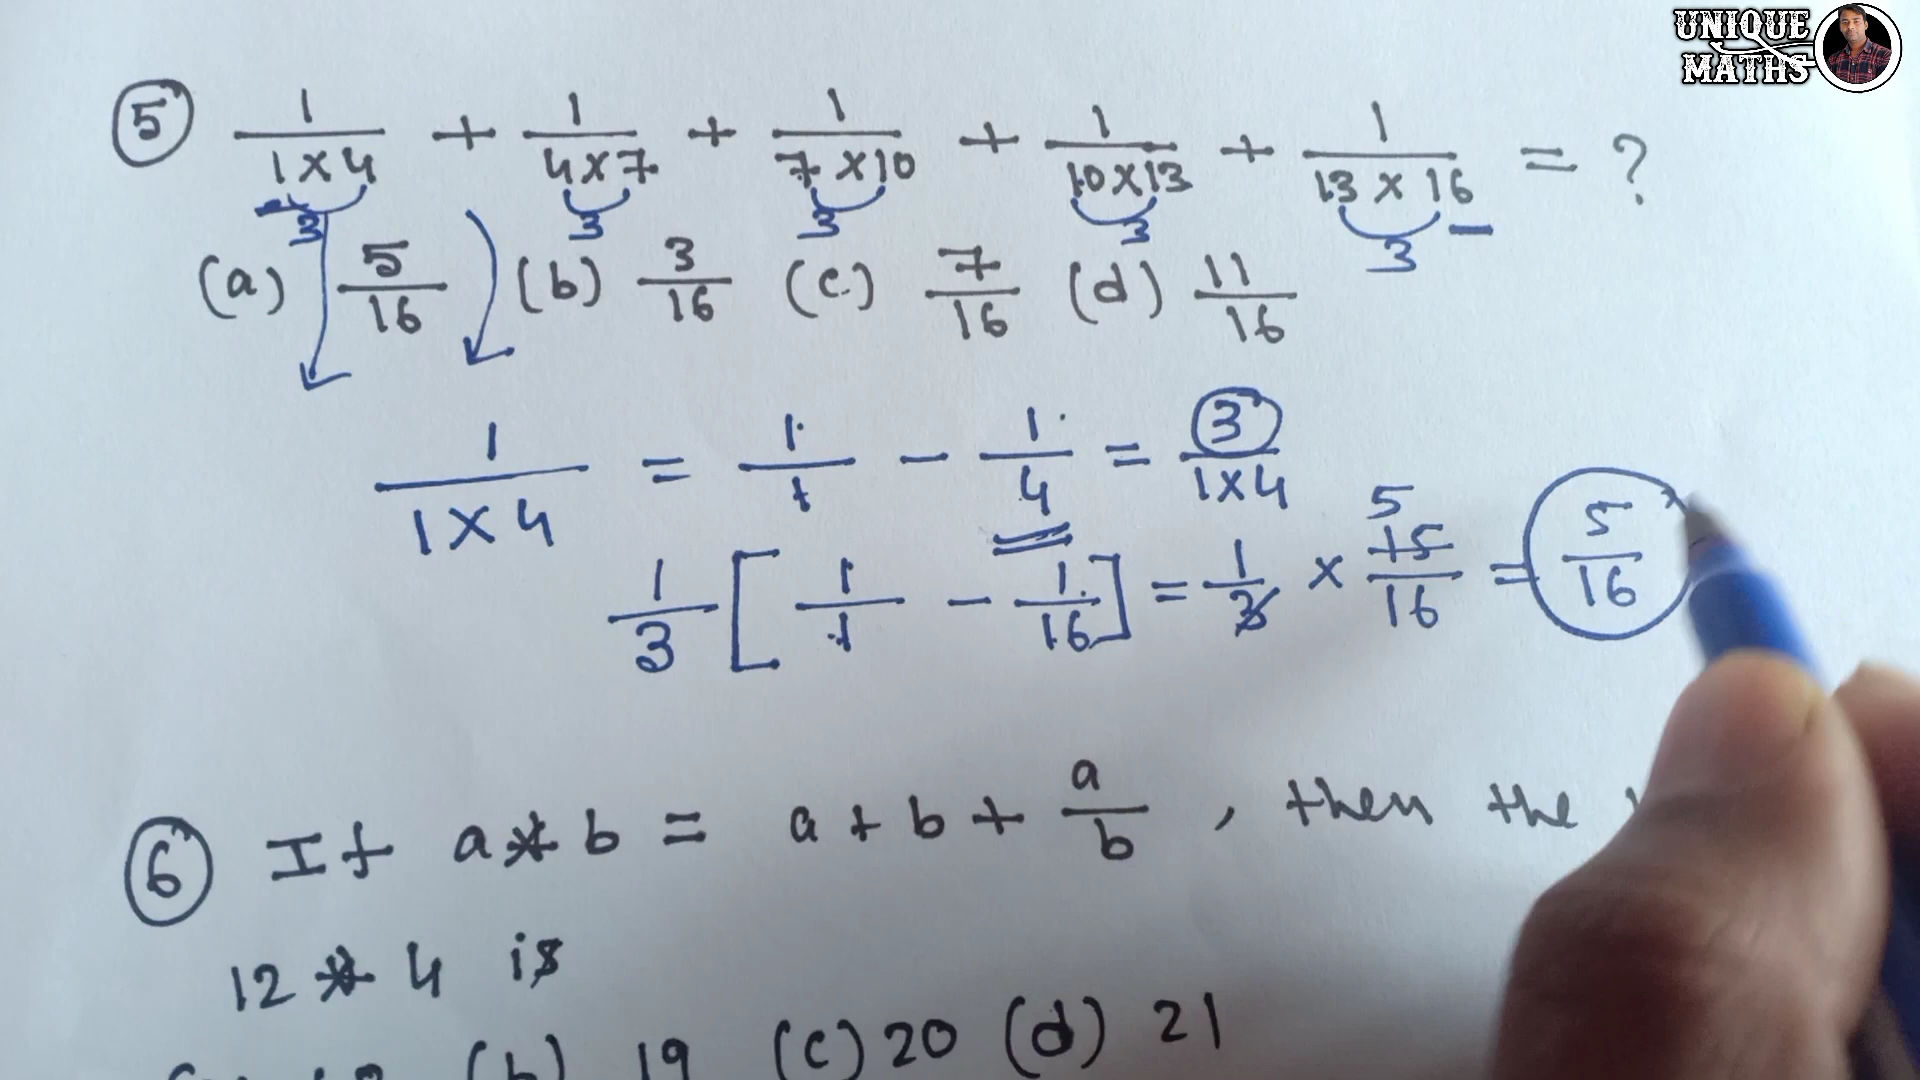 UNIQUE
MATHS
5 1/(1×4) + 1/(4×7) + 1/(7×10) + 1/(10×13) + 1/(13×16) = ?
3 3 3 3 3
(a) 5/16 (b) 3/16 (c) 7/16 (d) 11/16
1/(1×4) = 1/1 - 1/4 = 3/(1×4)
1/3 [1/1 - 1/16] = 1/3 × 15/16 = 5/16
5
6 If a * b = a + b + a/b, then the
12 * 4 is
(b) 19 (c) 20 (d) 21